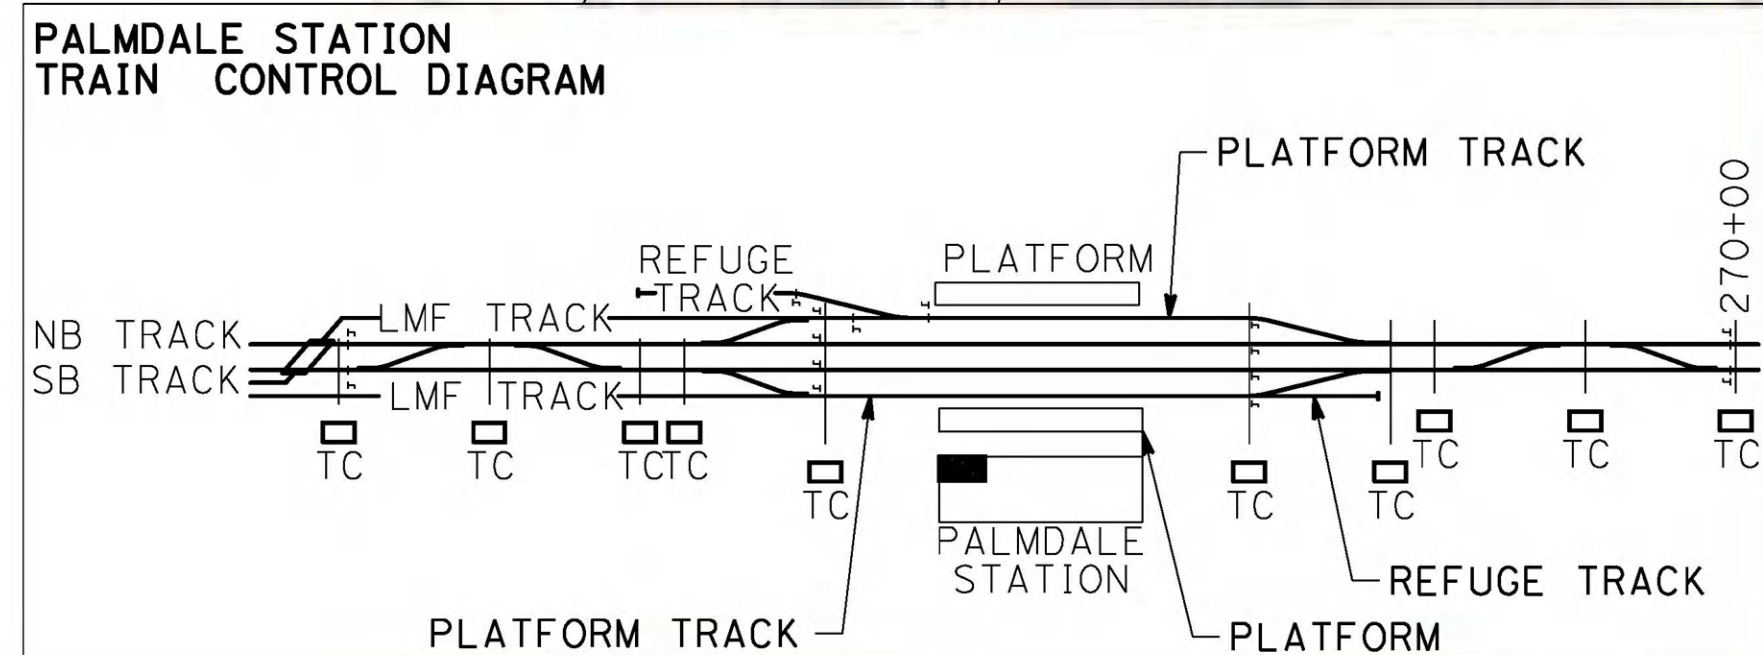 PALMDALE STATION
TRAIN CONTROL DIAGRAM
PLATFORM TRACK
270+00
REFUGE
TRACK
PLATFORM
LMF TRACK
NB TRACK
SB TRACK
LMF TRACK
TC
TC
TC
TC
TC
TC
TC
TC
TC
TC
PALMDALE
STATION
REFUGE TRACK
PLATFORM TRACK
PLATFORM